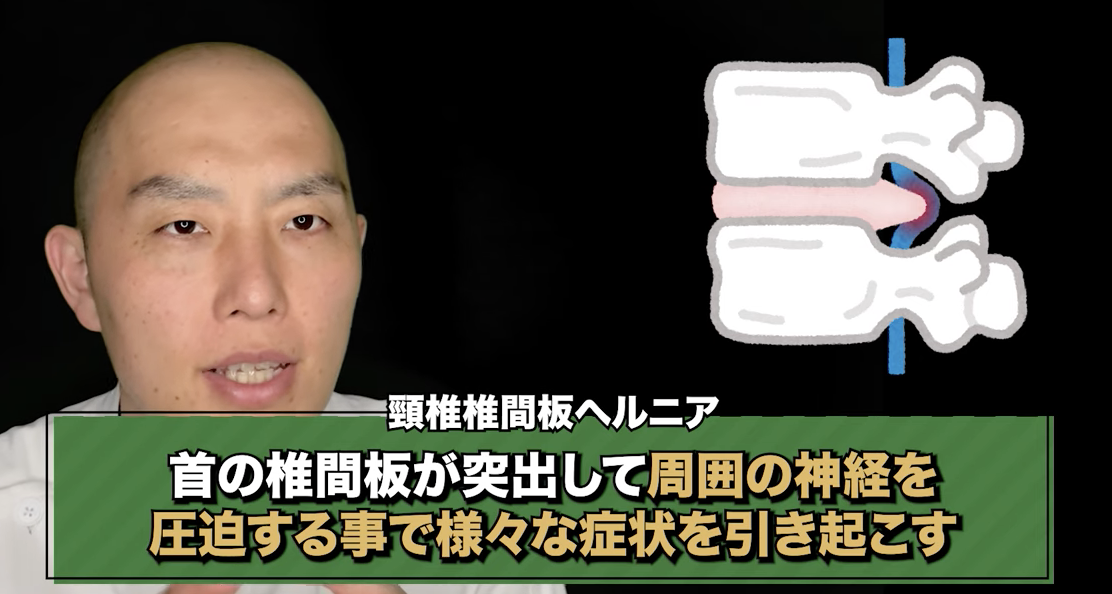 頸椎椎間板ヘルニア
首の椎間板が突出して周囲の神経を
圧迫する事で様々な症状を引き起こす